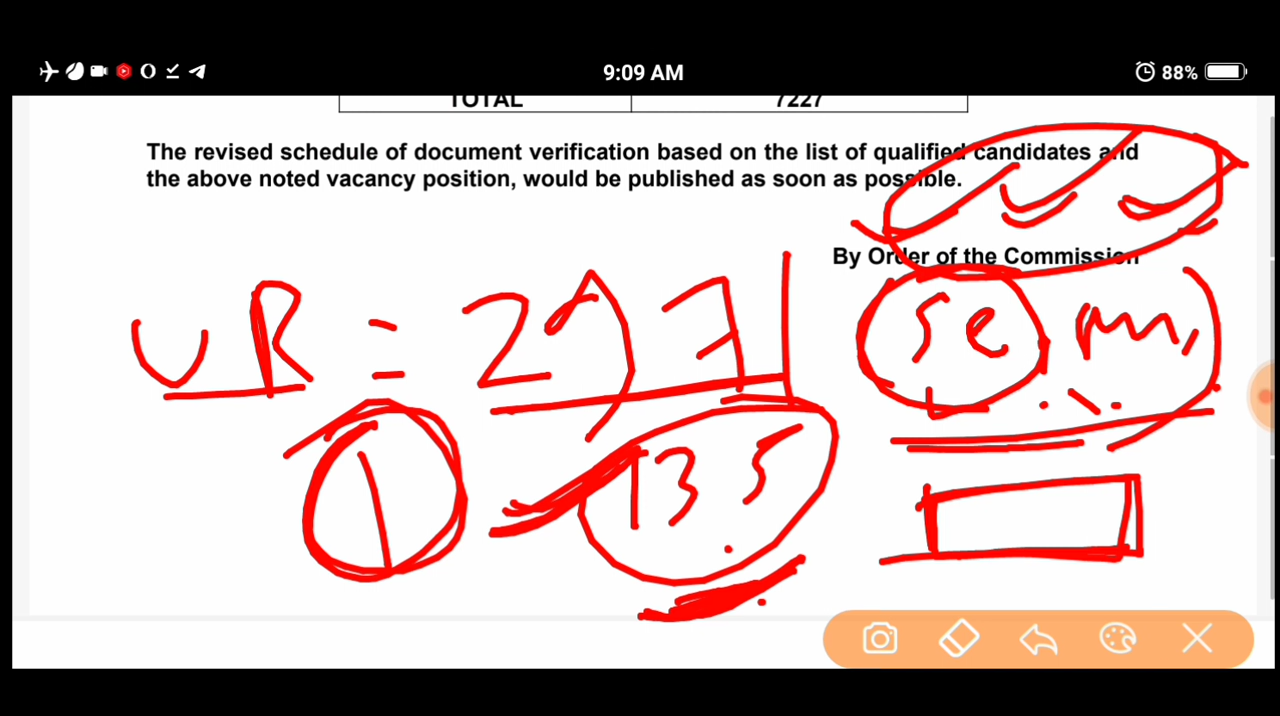 9:09 AM
88%
TOTAL 7227
The revised schedule of document verification based on the list of qualified candidates and
the above noted vacancy position, would be published as soon as possible.
By Order of the Commission
UR = 2971
1
135